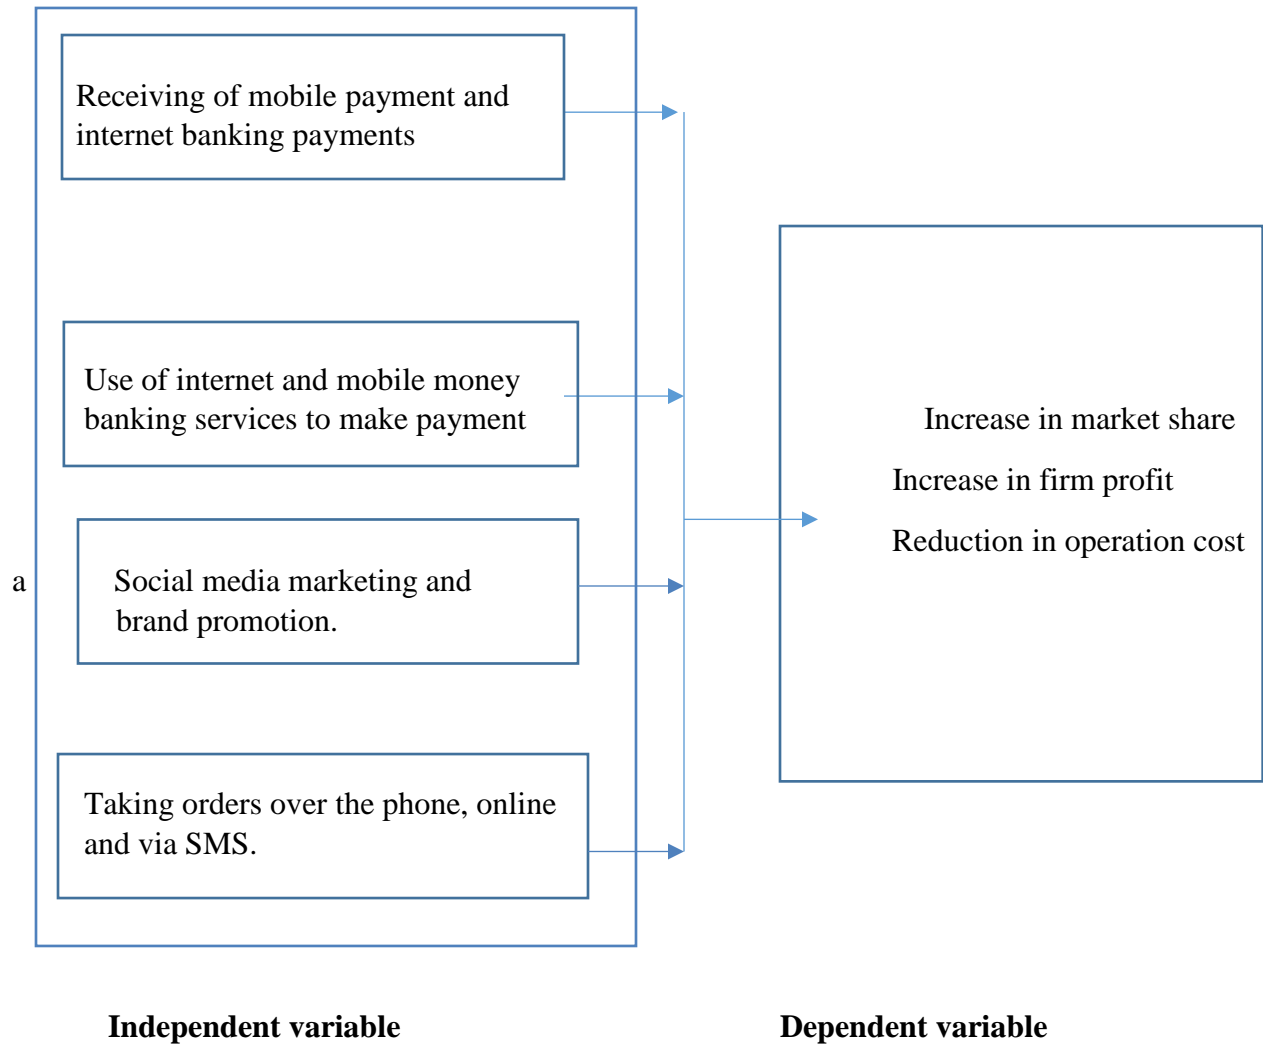 Receiving of mobile payment and
internet banking payments
Use of internet and mobile money
banking services to make payment
a
Social media marketing and
brand promotion.
Taking orders over the phone, online
and via SMS.
Increase in market share
Increase in firm profit
Reduction in operation cost
Independent variable
Dependent variable